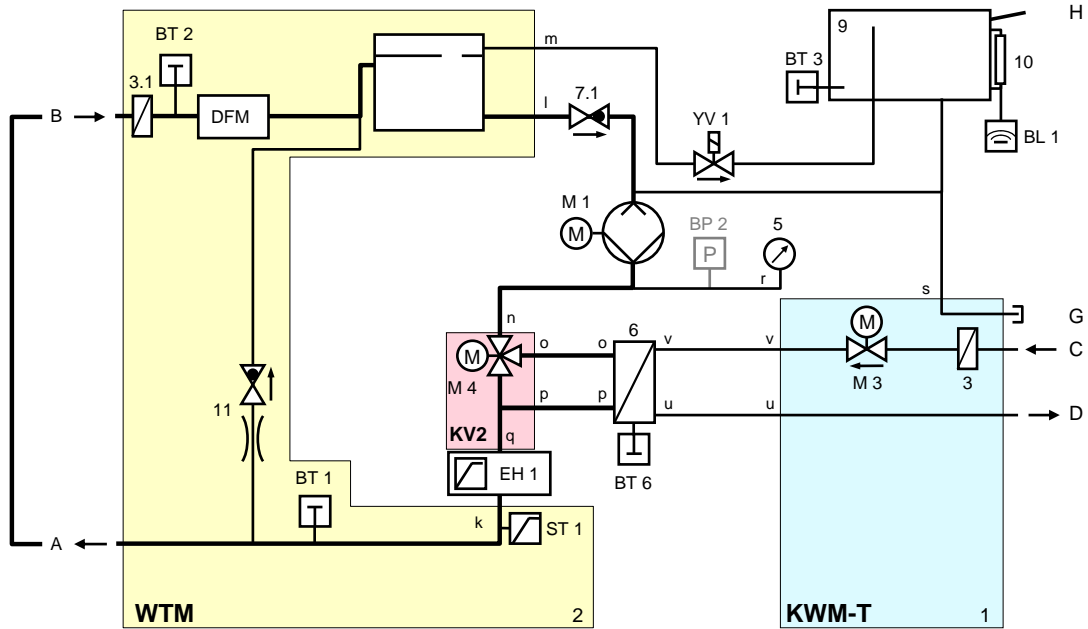 H
m
9
BT 2
10
BT 3
3.1
7.1
l
B
DFM
YV 1
BL 1
M 1
BP 2
5
M
P
r
s
n
G
M
6
o
o
v
v
C
M
M 4
M 3
3
11
p
p
u
u
D
KV2
q
BT 1
EH 1
BT 6
k
ST 1
A
WTM
2
KWM-T
1